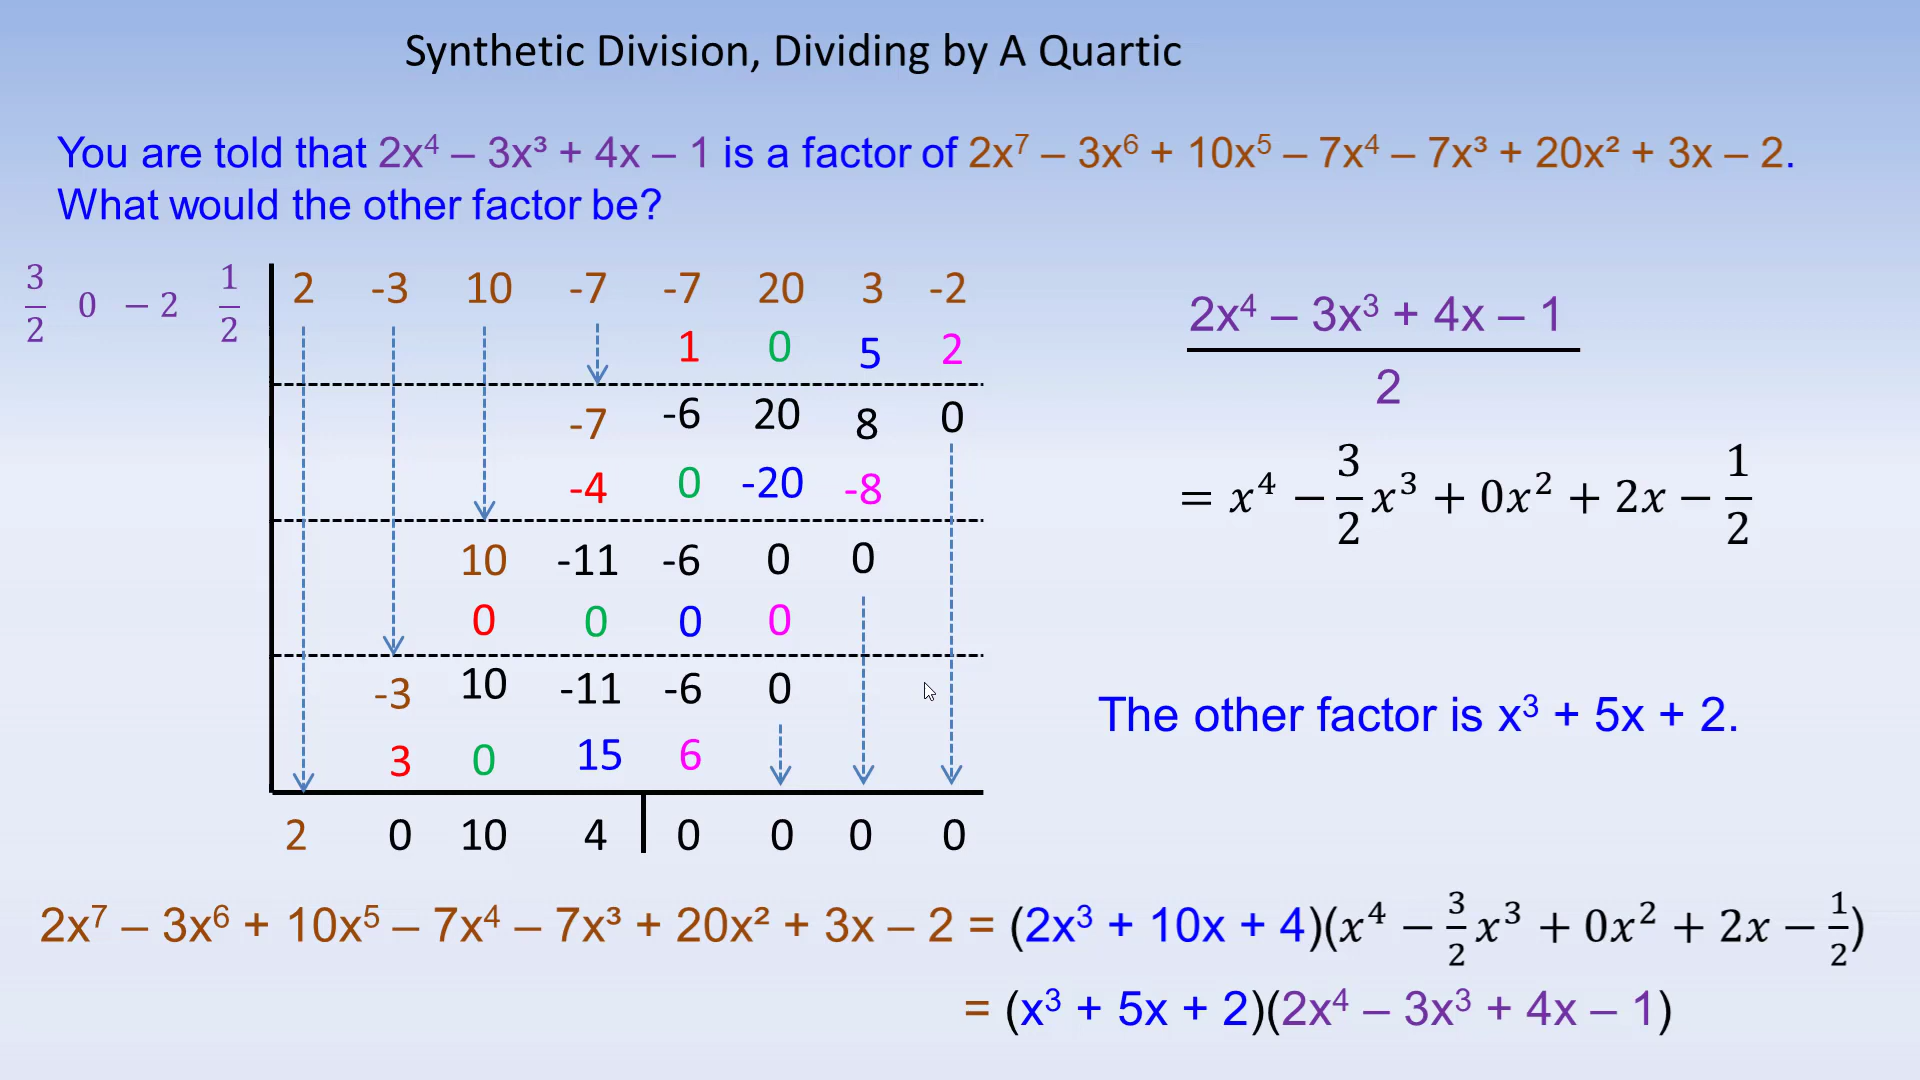 Synthetic Division, Dividing by A Quartic
You are told that 2x⁴ – 3x³ + 4x – 1 is a factor of 2x⁷ – 3x⁶ + 10x⁵ – 7x⁴ – 7x³ + 20x² + 3x – 2.
What would the other factor be?
3/2 0 −2 1/2 2 -3 10 -7 -7 20 3 -2
1 0 5 2
-7 -6 20 8 0
-4 0 -20 -8
10 -11 -6 0 0
0 0 0 0
-3 10 -11 -6 0
3 0 15 6
2 0 10 4 0 0 0 0
2x⁴ – 3x³ + 4x – 1
2
= x⁴ − 3/2 x³ + 0x² + 2x − 1/2
The other factor is x³ + 5x + 2.
2x⁷ – 3x⁶ + 10x⁵ – 7x⁴ – 7x³ + 20x² + 3x – 2 = (2x³ + 10x + 4)(x⁴ − 3/2 x³ + 0x² + 2x − 1/2)
= (x³ + 5x + 2)(2x⁴ – 3x³ + 4x – 1)